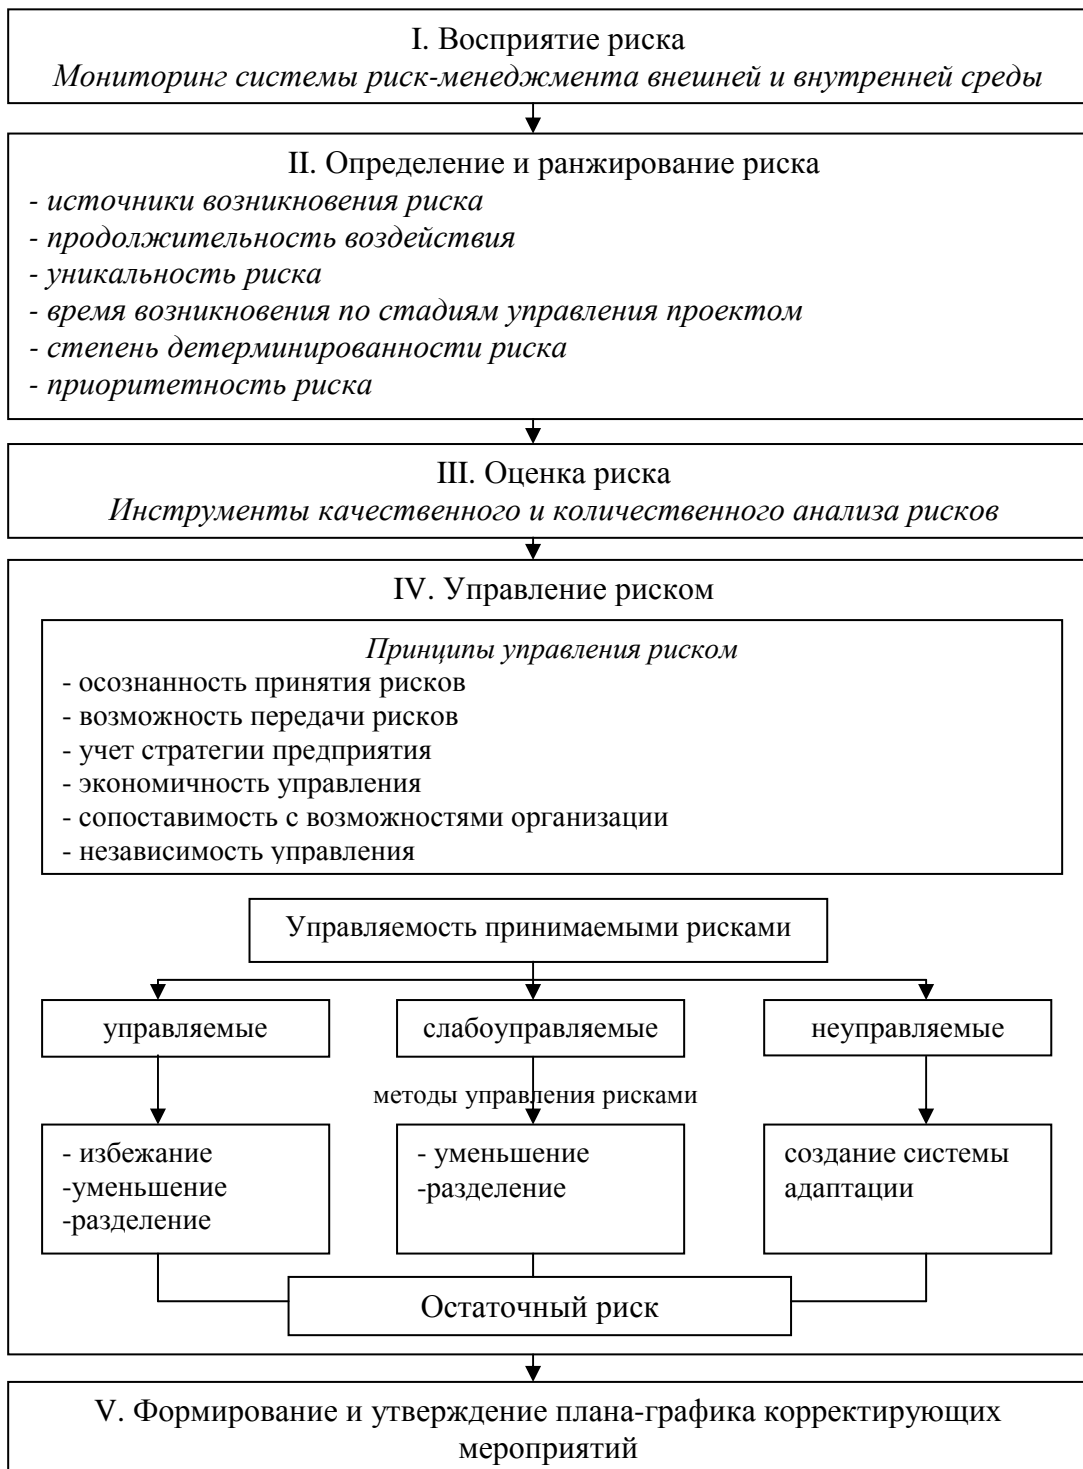 I. Восприятие риска
Мониторинг системы риск-менеджмента внешней и внутренней среды
II. Определение и ранжирование риска
- источники возникновения риска
- продолжительность воздействия
- уникальность риска
- время возникновения по стадиям управления проектом
- степень детерминированности риска
- приоритетность риска
III. Оценка риска
Инструменты качественного и количественного анализа рисков
IV. Управление риском
Принципы управления риском
- осознанность принятия рисков
- возможность передачи рисков
- учет стратегии предприятия
- экономичность управления
- сопоставимость с возможностями организации
- независимость управления
Управляемость принимаемыми рисками
управляемые
слабоуправляемые
неуправляемые
методы управления рисками
- избежание
-уменьшение
-разделение
- уменьшение
-разделение
создание системы
адаптации
Остаточный риск
V. Формирование и утверждение плана-графика корректирующих
мероприятий